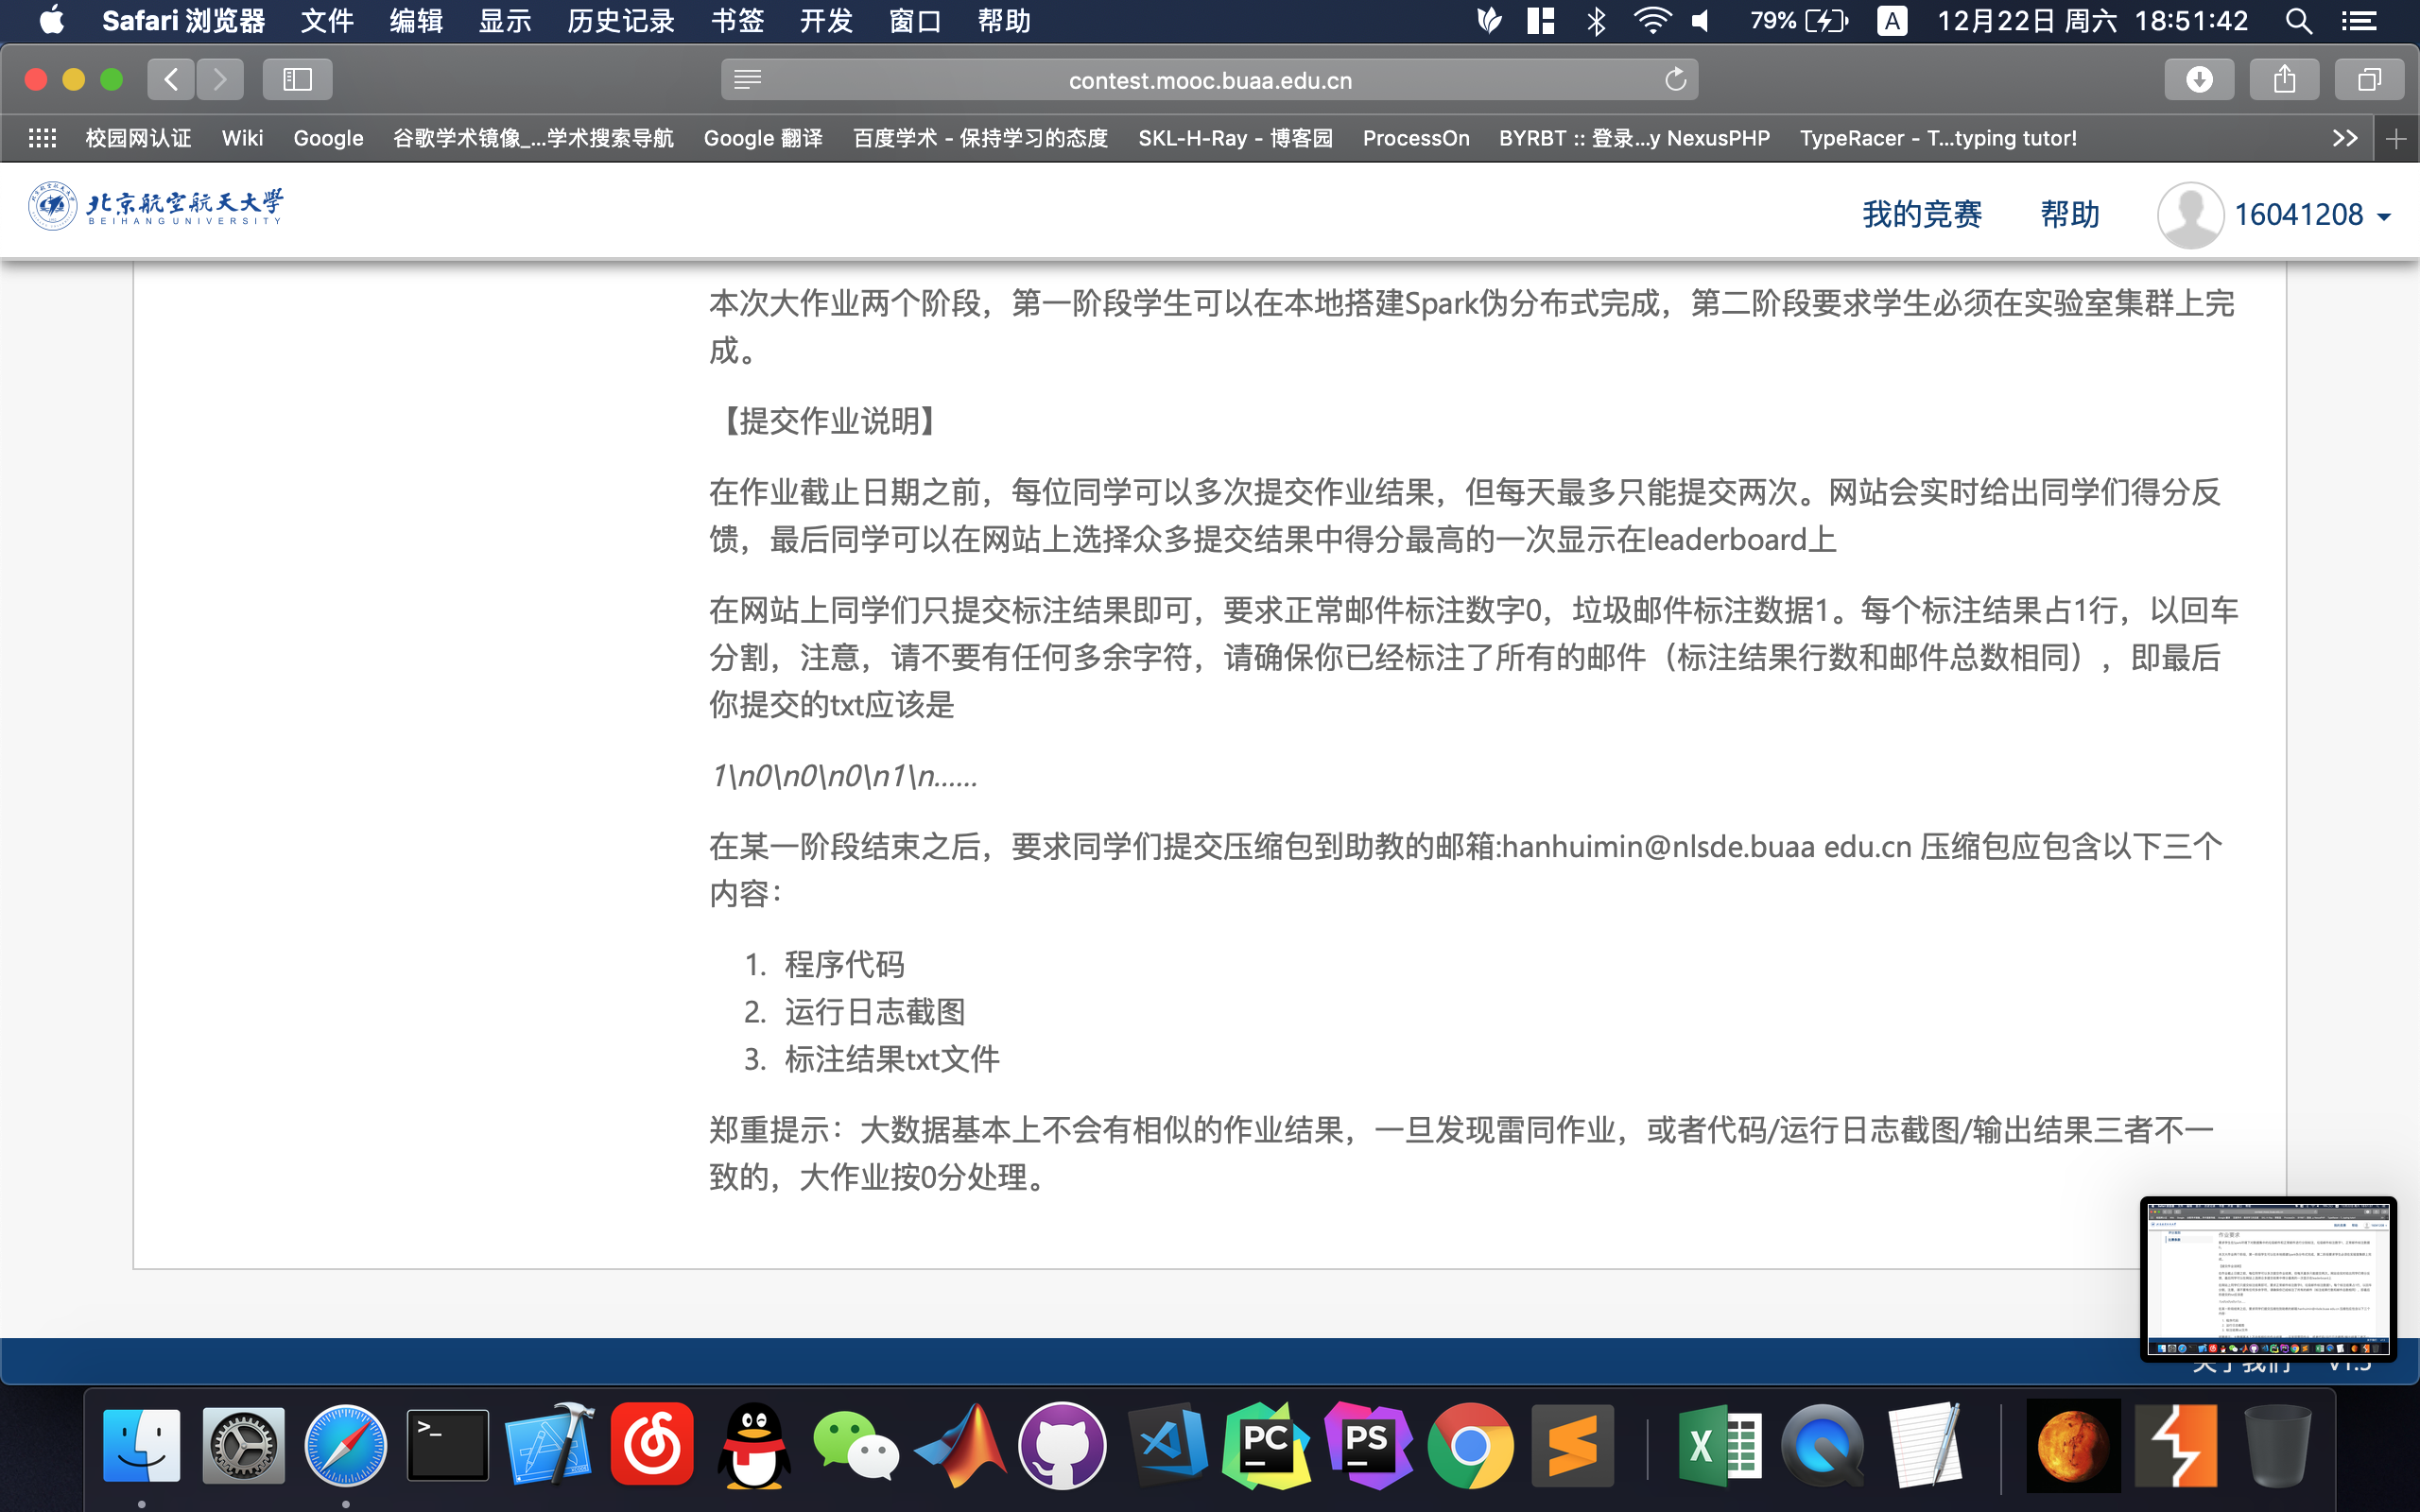 Safari 浏览器 文件 编辑 显示 历史记录 书签 开发 窗口 帮助 79% A 12月22日 周六 18:51:42
contest.mooc.buaa.edu.cn
校园网认证 Wiki Google 谷歌学术镜像_...学术搜索导航 Google 翻译 百度学术 - 保持学习的态度 SKL-H-Ray - 博客园 ProcessOn BYRBT :: 登录...y NexusPHP TypeRacer - T...typing tutor!
北京航空航天大學
BEIHANG UNIVERSITY
我的竞赛 帮助 16041208
本次大作业两个阶段，第一阶段学生可以在本地搭建Spark伪分布式完成，第二阶段要求学生必须在实验室集群上完
成。
【提交作业说明】
在作业截止日期之前，每位同学可以多次提交作业结果，但每天最多只能提交两次。网站会实时给出同学们得分反
馈，最后同学可以在网站上选择众多提交结果中得分最高的一次显示在leaderboard上
在网站上同学们只提交标注结果即可，要求正常邮件标注数字0，垃圾邮件标注数据1。每个标注结果占1行，以回车
分割，注意，请不要有任何多余字符，请确保你已经标注了所有的邮件（标注结果行数和邮件总数相同），即最后
你提交的txt应该是
1\n0\n0\n0\n1\n......
在某一阶段结束之后，要求同学们提交压缩包到助教的邮箱:hanhuimin@nlsde.buaa edu.cn 压缩包应包含以下三个
内容：
1. 程序代码
2. 运行日志截图
3. 标注结果txt文件
郑重提示：大数据基本上不会有相似的作业结果，一旦发现雷同作业，或者代码/运行日志截图/输出结果三者不一
致的，大作业按0分处理。
关于我们 V1.3
>_ PC PS X